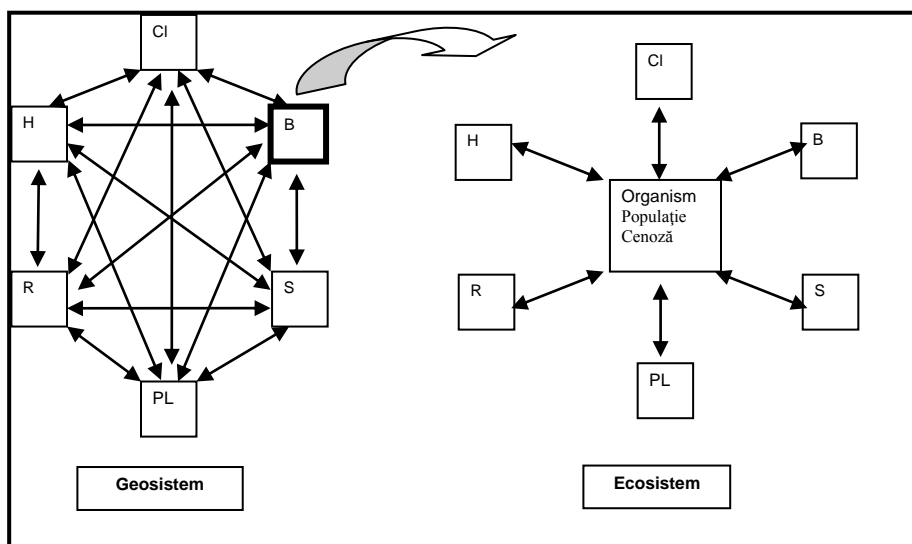 Cl
H
B
R
S
PL
Geosistem
Cl
H
B
Organism
Populație
Cenoză
R
S
PL
Ecosistem